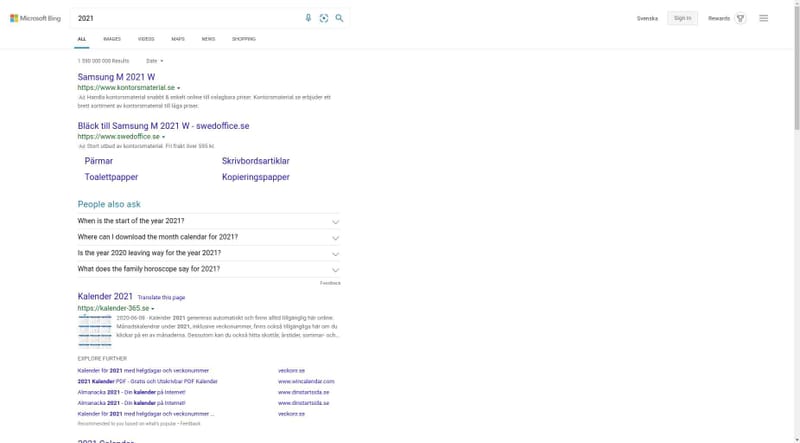 Microsoft Bing
2021
Svenska
Sign in
Rewards
ALL
IMAGES
VIDEOS
MAPS
NEWS
SHOPPING
Date
Samsung M 2021 W
https://www.kontorsmaterial.se
Ad Handla kontorsmaterial snabbt & enkelt online till oslagbara priser. Kontorsmaterial.se erbjuder ett
brett sortiment av kontorsmaterial till låga priser.
Bläck till Samsung M 2021 W - swedoffice.se
https://www.swedoffice.se
Ad Stort utbud av kontorsmaterial. Fri frakt över 595 kr.
Pärmar
Skrivbordsartiklar
Toalettpapper
Kopieringspapper
People also ask
When is the start of the year 2021?
Where can I download the month calendar for 2021?
Is the year 2020 leaving way for the year 2021?
What does the family horoscope say for 2021?
Feedback
Kalender 2021 Translate this page
https://kalender-365.se
2020-06-08 · Kalender 2021 genereras automatiskt och finns alltid tillgänglig här online.
Månadskalendrar under 2021, inklusive veckonummer, finns också tillgängliga här om du
klickar på en av månaderna. Dessutom kan du också hitta skottår, årstider, sommar- och...
EXPLORE FURTHER
Kalender för 2021 med helgdagar och veckonummer
veckonr.se
2021 Kalender PDF - Gratis och Utskrivbar PDF Kalender
www.wincalendar.com
Almanacka 2021 - Din kalender på Internet!
www.dinstartsida.se
Almanacka 2021 - Din kalender på Internet!
www.dinstartsida.se
Kalender för 2021 med helgdagar och veckonummer ...
veckonr.se
Recommended to you based on what's popular • Feedback
2021 Calendar